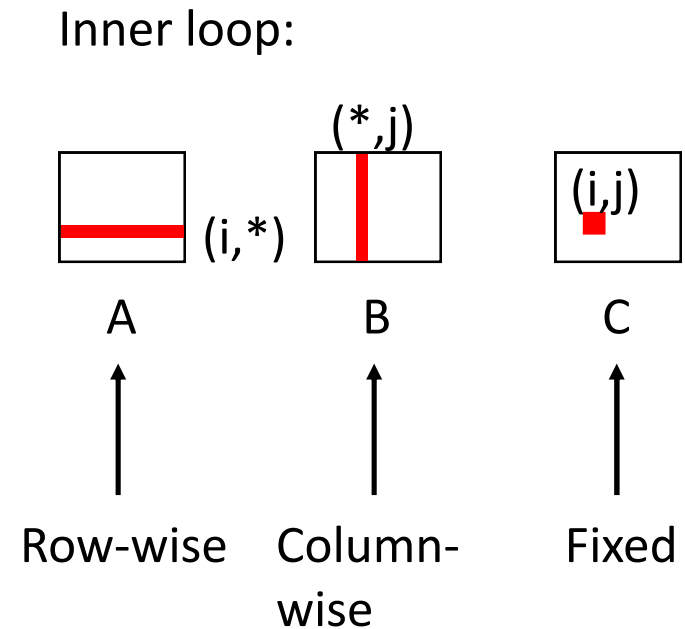 Inner loop:
(*,j)
(i,j)
(i,*)
A B C
Row-wise Column- Fixed
wise